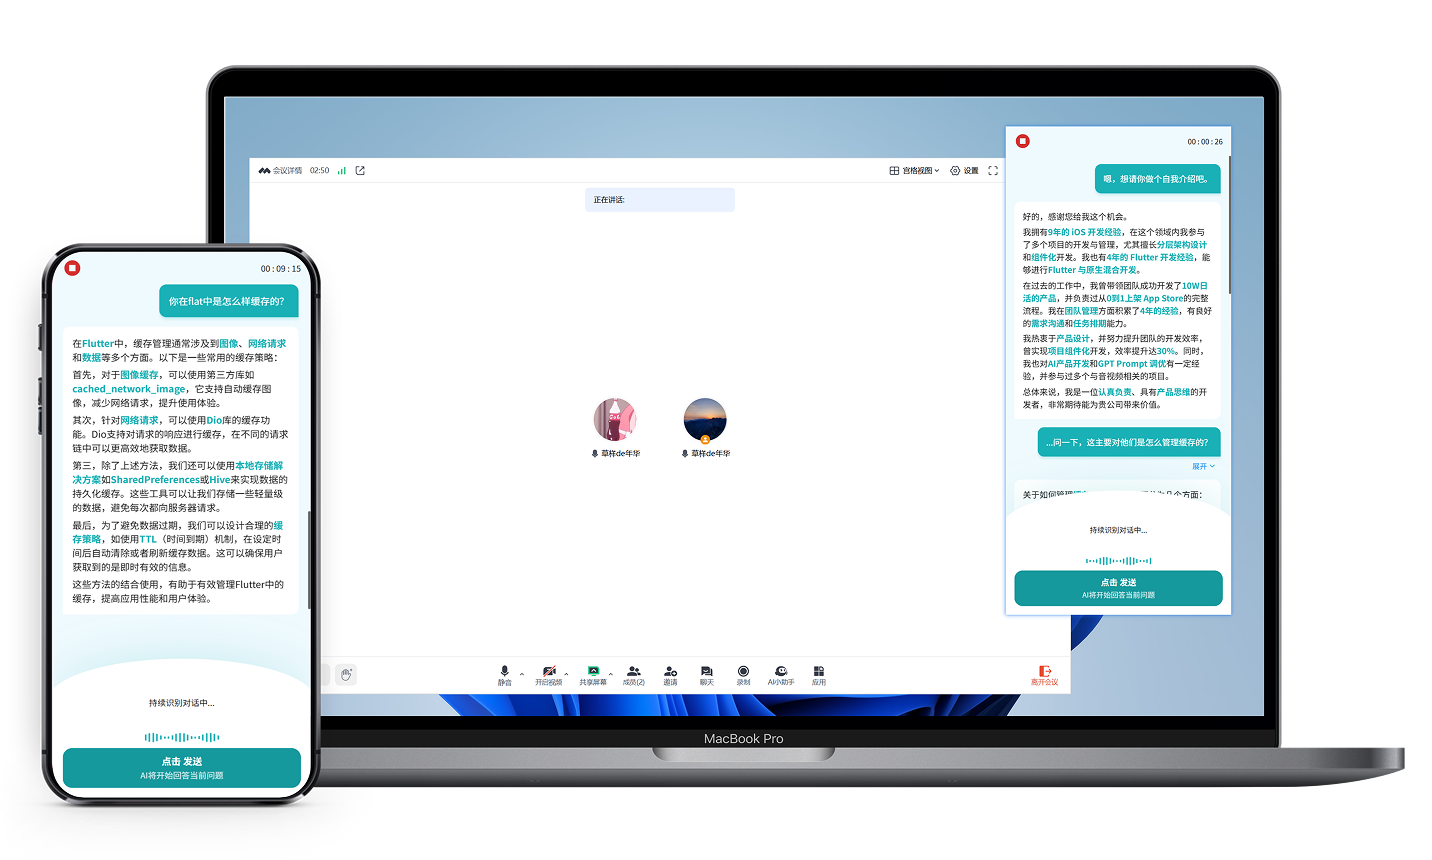 会议详情 02:50
宫格视图 设置
正在讲话:
草样de年华 草样de年华
静音 开启视频 共享屏幕 成员(2) 邀请 聊天 录制 AI小助手 应用
离开会议
MacBook Pro
00:00:26
嗯，想请你做个自我介绍吧。
好的，感谢您给我这个机会。
我拥有9年的 iOS 开发经验，在这个领域内我参与
了多个项目的开发与管理，尤其擅长分层架构设计
和组件化开发。我也有4年的 Flutter 开发经验，能
够进行Flutter 与原生混合开发。
在过去的工作中，我曾带领团队成功开发了10W日
活的产品，并负责过从0到1上架 App Store的完整
流程。我在团队管理方面积累了4年的经验，有良好
的需求沟通和任务排期能力。
我热衷于产品设计，并努力提升团队的开发效率，
曾实现项目组件化开发，效率提升达30%。同时，
我也对AI产品开发和GPT Prompt 调优有一定经
验，并参与过多个与音视频相关的项目。
总体来说，我是一位认真负责、具有产品思维的开
发者，非常期待能为贵公司带来价值。
...问一下，这主要对他们是怎么管理缓存的？
展开
关于如何管理
几个方面：
持续识别对话中...
点击 发送
AI将开始回答当前问题
00:09:15
你在flat中是怎么样缓存的？
在Flutter中，缓存管理通常涉及到图像、网络请求
和数据等多个方面。以下是一些常用的缓存策略：
首先，对于图像缓存，可以使用第三方库如
cached_network_image，它支持自动缓存图
像，减少网络请求，提升使用体验。
其次，针对网络请求，可以使用Dio库的缓存功
能。Dio支持对请求的响应进行缓存，在不同的请求
链中可以更高效地获取数据。
第三，除了上述方法，我们还可以使用本地存储解
决方案如SharedPreferences或Hive来实现数据的
持久化缓存。这些工具可以让我们存储一些轻量级
的数据，避免每次都向服务器请求。
最后，为了避免数据过期，我们可以设计合理的缓
存策略，如使用TTL（时间到期）机制，在设定时
间后自动清除或者刷新缓存数据。这可以确保用户
获取到的是即时有效的信息。
这些方法的结合使用，有助于有效管理Flutter中的
缓存，提高应用性能和用户体验。
持续识别对话中...
点击 发送
AI将开始回答当前问题